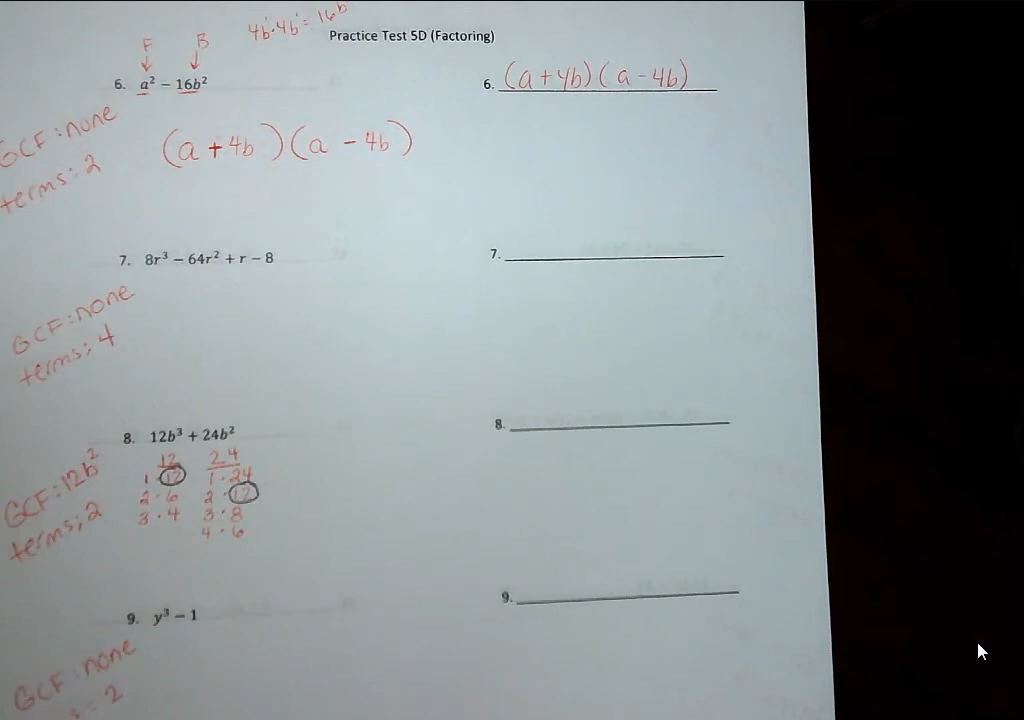 4b·4b = 16b
Practice Test 5D (Factoring)
F B
6. a² − 16b²
6. (a + 4b)(a - 4b)
GCF: none
terms: 2
(a + 4b)(a - 4b)
7. 8r³ − 64r² + r − 8
7.
GCF: none
terms; 4
8. 12b³ + 24b²
8.
GCF: 12b²
terms; 2
12 24
1 · 12 1 · 24
2 · 6 2 · 12
3 · 4 3 · 8
4 · 6
9. y³ − 1
9.
GCF: none
s: 2